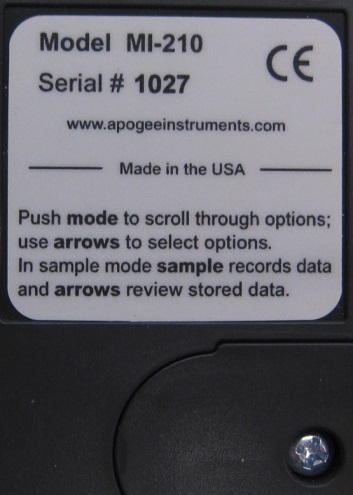 Model MI-210
CE
Serial # 1027
www.apogeeinstruments.com
Made in the USA
Push mode to scroll through options;
use arrows to select options.
In sample mode sample records data
and arrows review stored data.